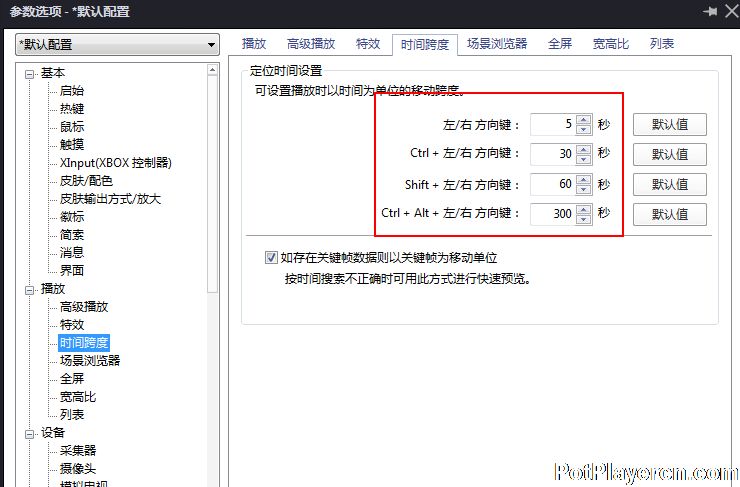 参数选项 - *默认配置
*默认配置
基本
启始
热键
鼠标
触摸
XInput(XBOX 控制器)
皮肤/配色
皮肤输出方式/放大
徽标
简索
消息
界面
播放
高级播放
特效
时间跨度
场景浏览器
全屏
宽高比
列表
设备
采集器
摄像头
模拟电视
播放 高级播放 特效 时间跨度 场景浏览器 全屏 宽高比 列表
定位时间设置
可设置播放时以时间为单位的移动跨度。
左/右 方向键： 5 秒 默认值
Ctrl + 左/右 方向键： 30 秒 默认值
Shift + 左/右 方向键： 60 秒 默认值
Ctrl + Alt + 左/右 方向键： 300 秒 默认值
如存在关键帧数据则以关键帧为移动单位
按时间搜索不正确时可用此方式进行快速预览。
PotPlayercn.com